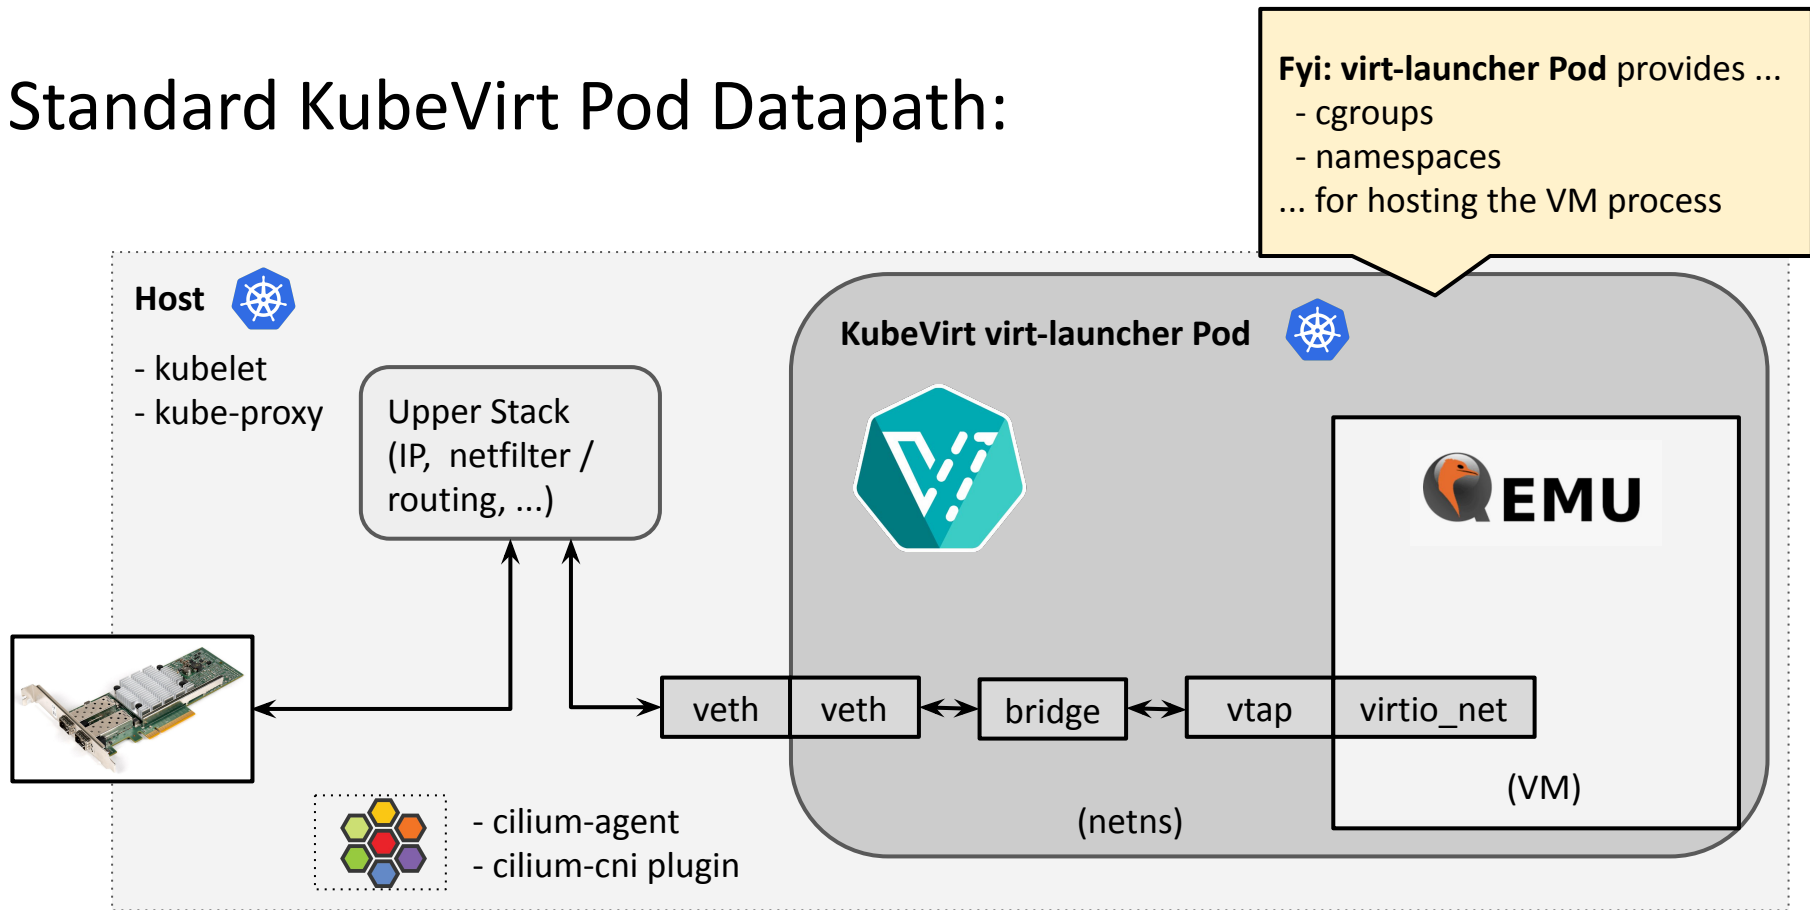 Standard KubeVirt Pod Datapath:
Fyi: virt-launcher Pod provides ...
- cgroups
- namespaces
... for hosting the VM process
Host
- kubelet
- kube-proxy
KubeVirt virt-launcher Pod
Upper Stack
(IP, netfilter /
routing, ...)
QEMU
veth
veth
bridge
vtap
virtio_net
(VM)
(netns)
- cilium-agent
- cilium-cni plugin